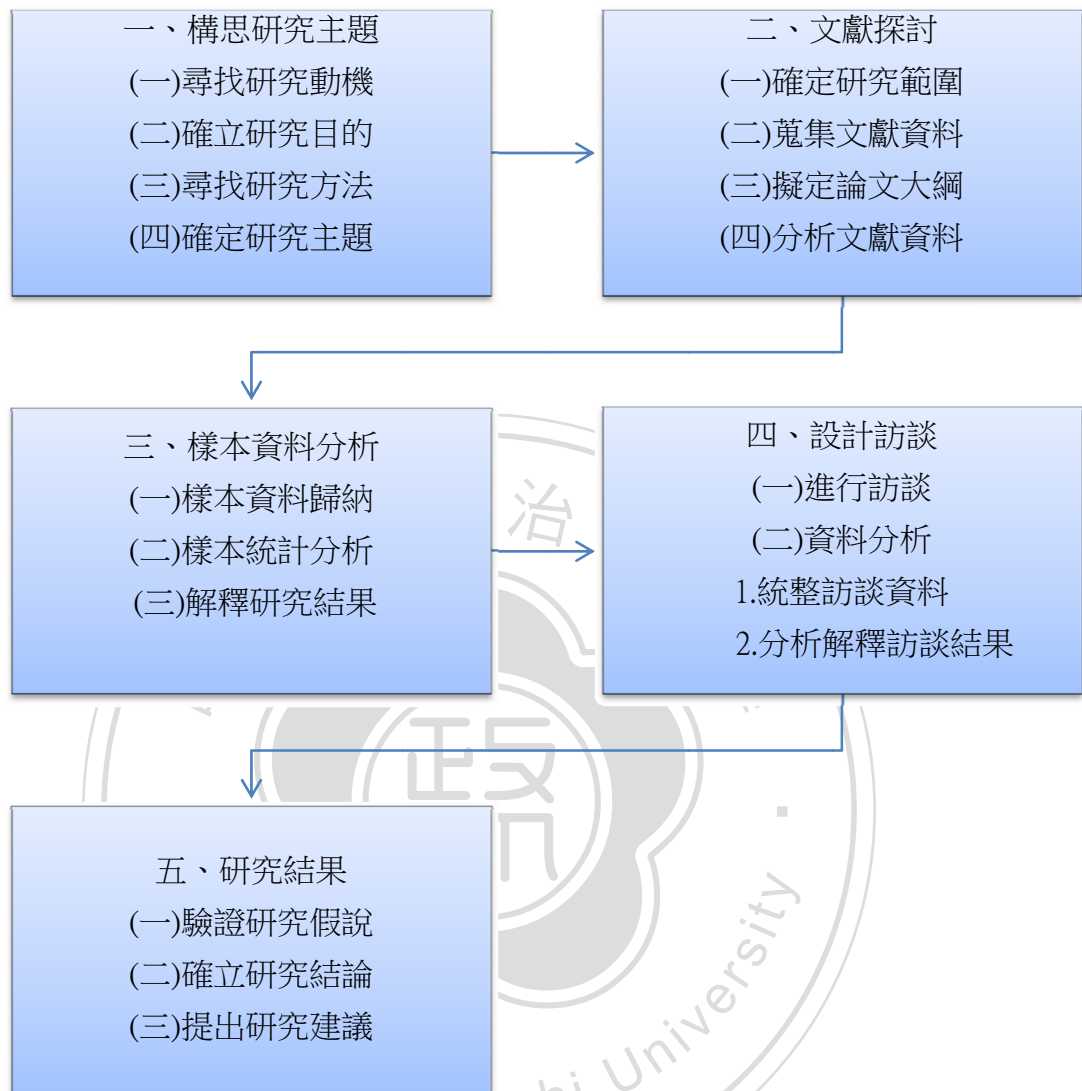 一、構思研究主題
(一)尋找研究動機
(二)確立研究目的
(三)尋找研究方法
(四)確定研究主題
二、文獻探討
(一)確定研究範圍
(二)蒐集文獻資料
(三)擬定論文大綱
(四)分析文獻資料
三、樣本資料分析
(一)樣本資料歸納
(二)樣本統計分析
(三)解釋研究結果
四、設計訪談
(一)進行訪談
(二)資料分析
1.統整訪談資料
2.分析解釋訪談結果
五、研究結果
(一)驗證研究假說
(二)確立研究結論
(三)提出研究建議
治
政
University